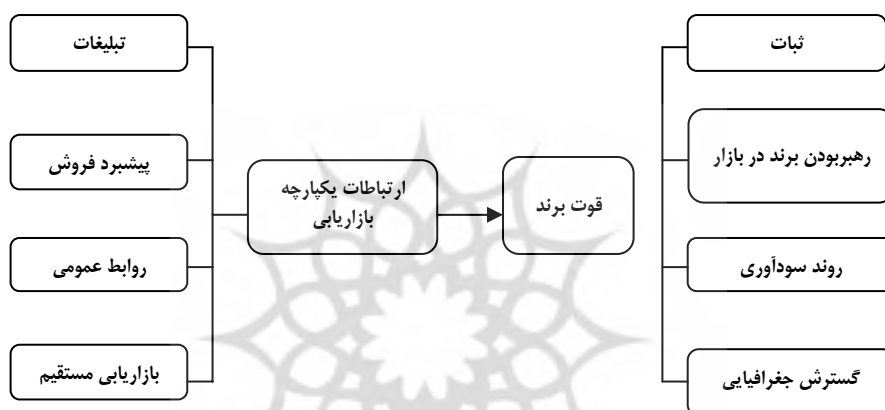 ثبات
تبلیغات
رهبربودن برند در بازار
پیشبرد فروش
قوت برند
ارتباطات یکپارچه
بازاریابی
روند سودآوری
روابط عمومی
گسترش جغرافیایی
بازاریابی مستقیم